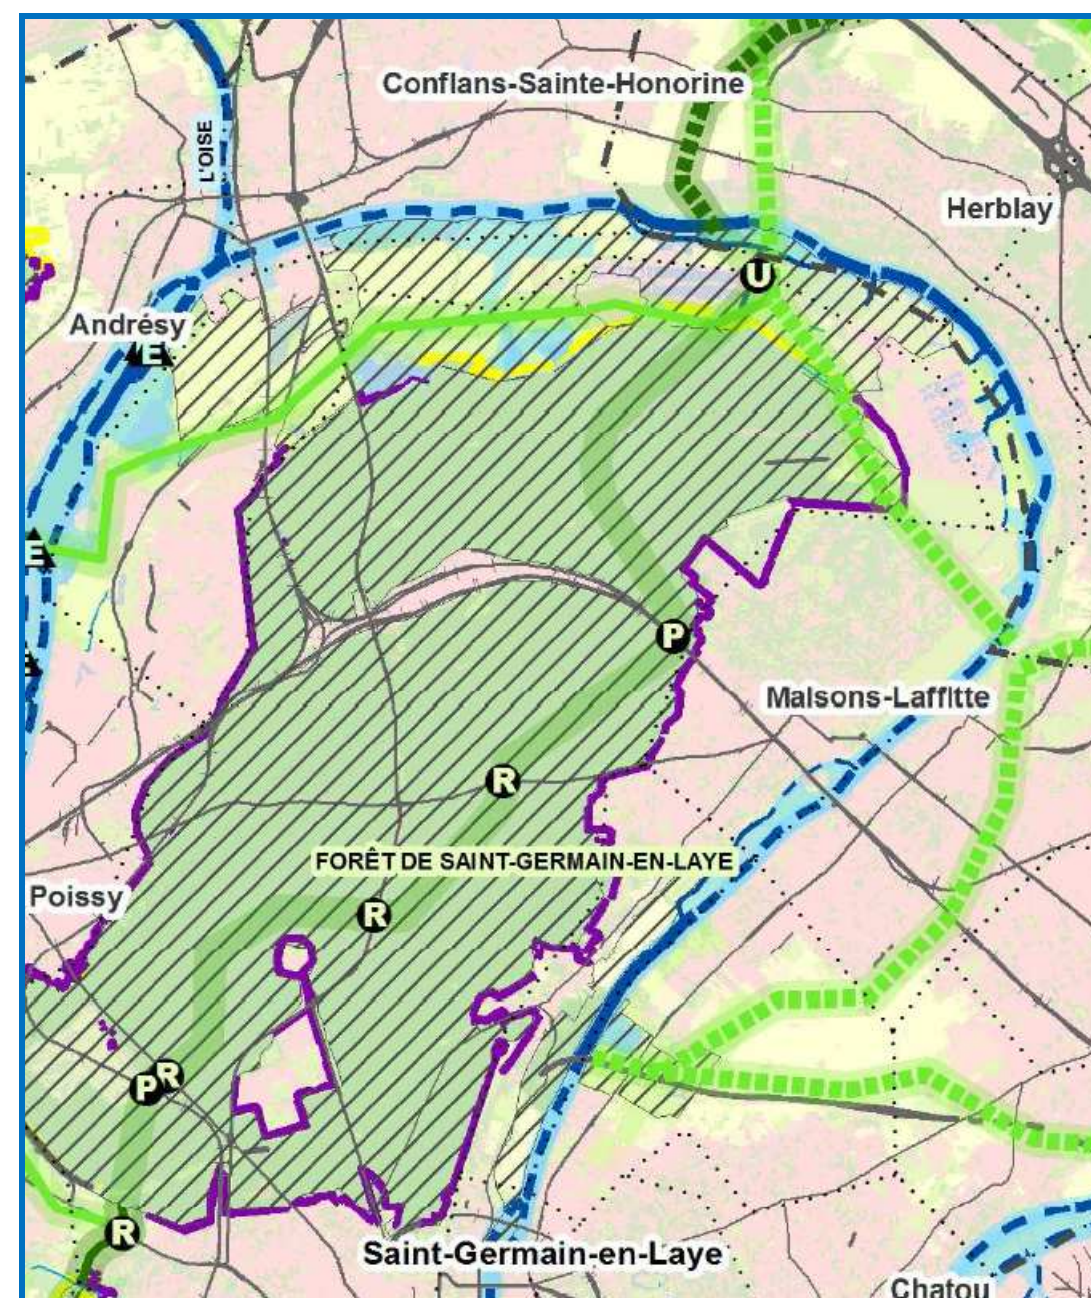 Conflans-Sainte-Honorine
L'OISE
Herblay
U
Andrésy
E
E
P
Maisons-Laffitte
R
FORÊT DE SAINT-GERMAIN-EN-LAYE
Poissy
R
R
P
R
Saint-Germain-en-Laye
Chatou